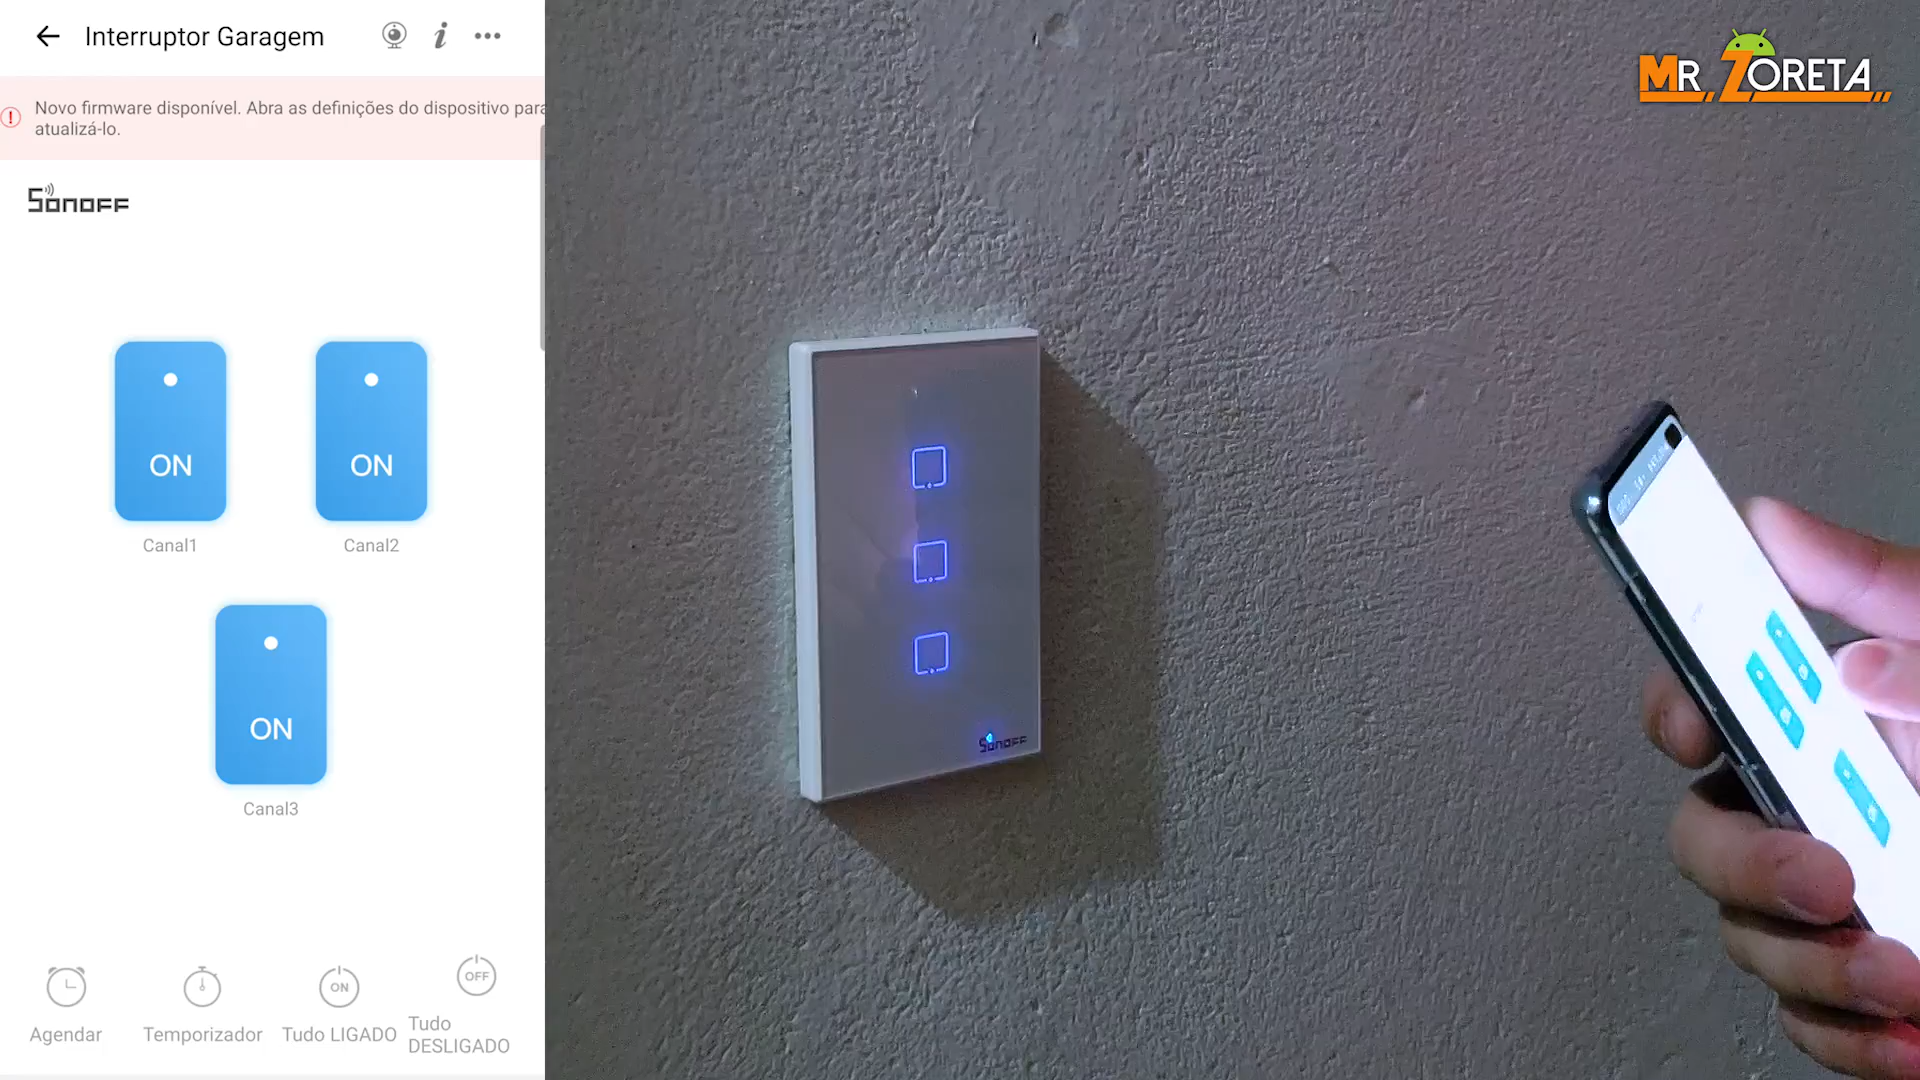 Interruptor Garagem
Novo firmware disponível. Abra as definições do dispositivo para
atualizá-lo.
SONOFF
ON
ON
Canal1
Canal2
ON
Canal3
ON
OFF
Agendar
Temporizador
Tudo LIGADO
Tudo
DESLIGADO
SONOFF
MR. ZORETA